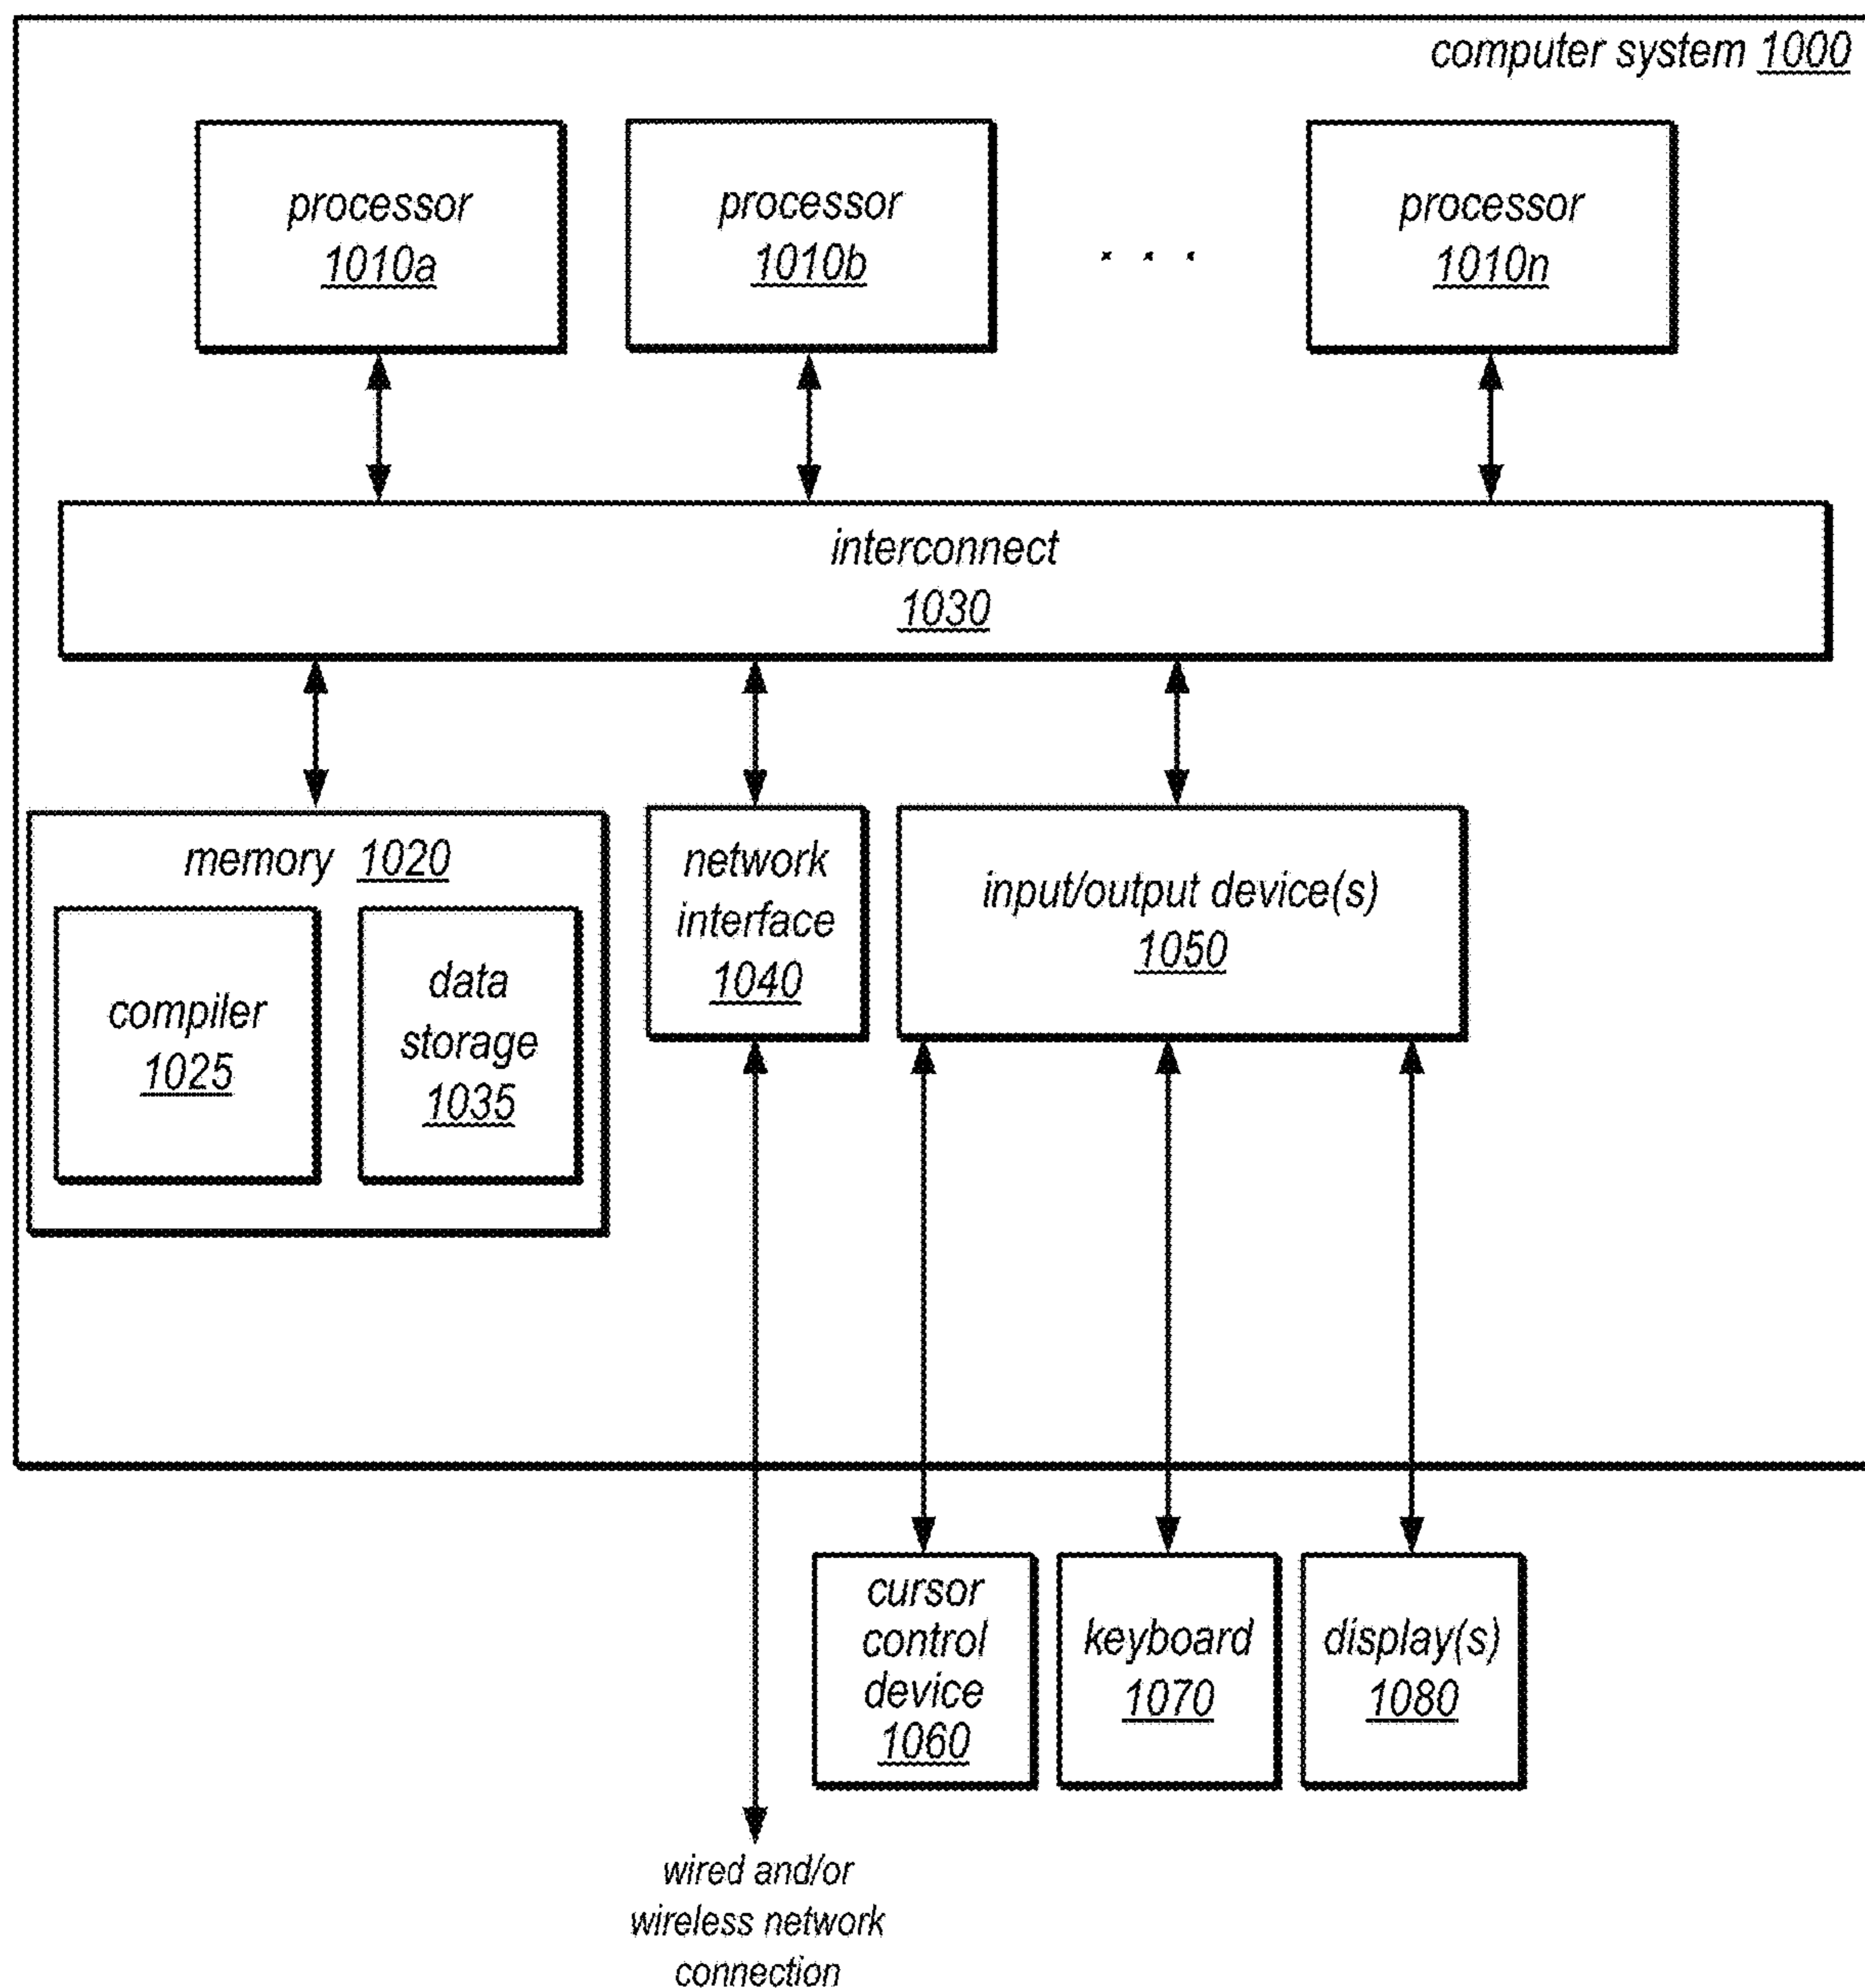 computer system 1000
processor
1010a
processor
1010b
. . .
processor
1010n
interconnect
1030
memory 1020
compiler
1025
data
storage
1035
network
interface
1040
input/output device(s)
1050
cursor
control
device
1060
keyboard
1070
display(s)
1080
wired and/or
wireless network
connection